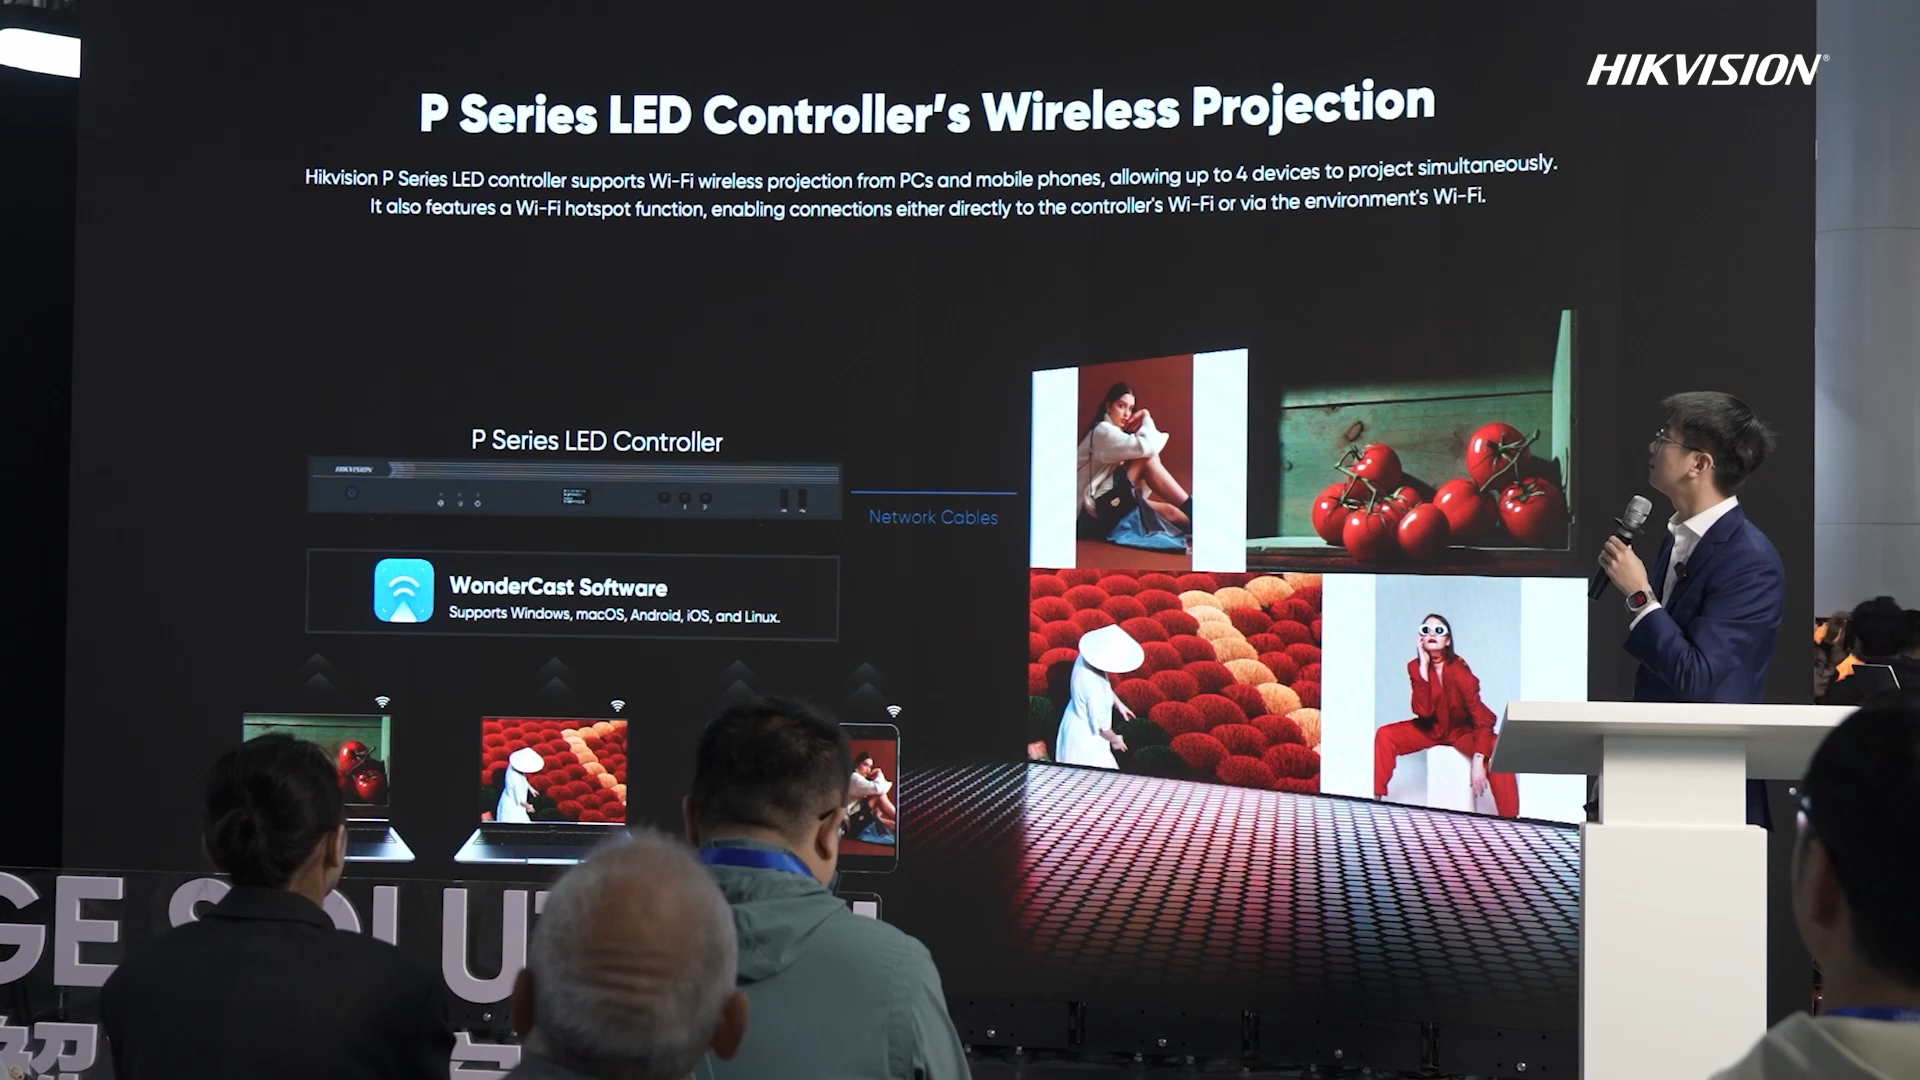 HIKVISION®
P Series LED Controller's Wireless Projection
Hikvision P Series LED controller supports Wi-Fi wireless projection from PCs and mobile phones, allowing up to 4 devices to project simultaneously.
It also features a Wi-Fi hotspot function, enabling connections either directly to the controller's Wi-Fi or via the environment's Wi-Fi.
P Series LED Controller
HIKVISION
Network Cables
WonderCast Software
Supports Windows, macOS, Android, iOS, and Linux.